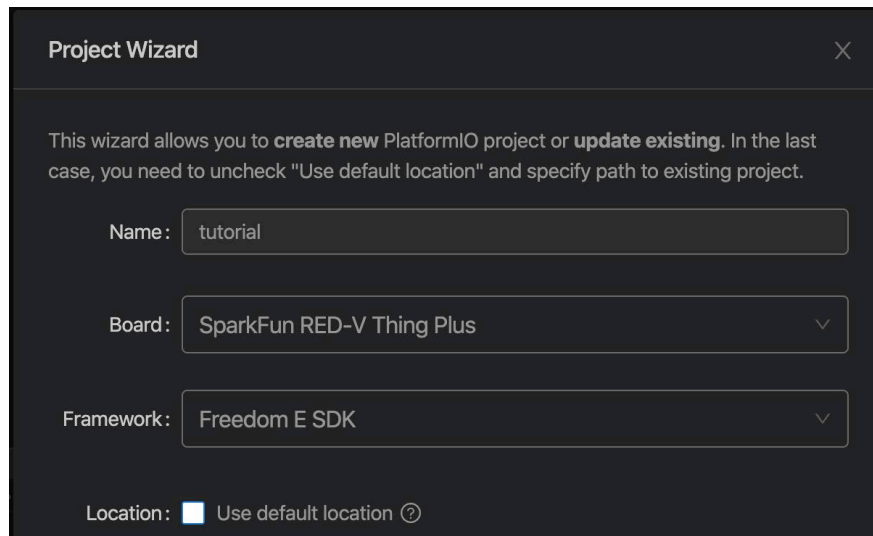 Project Wizard
This wizard allows you to create new PlatformIO project or update existing. In the last
case, you need to uncheck "Use default location" and specify path to existing project.
Name: tutorial
Board: SparkFun RED-V Thing Plus
Framework: Freedom E SDK
Location: Use default location